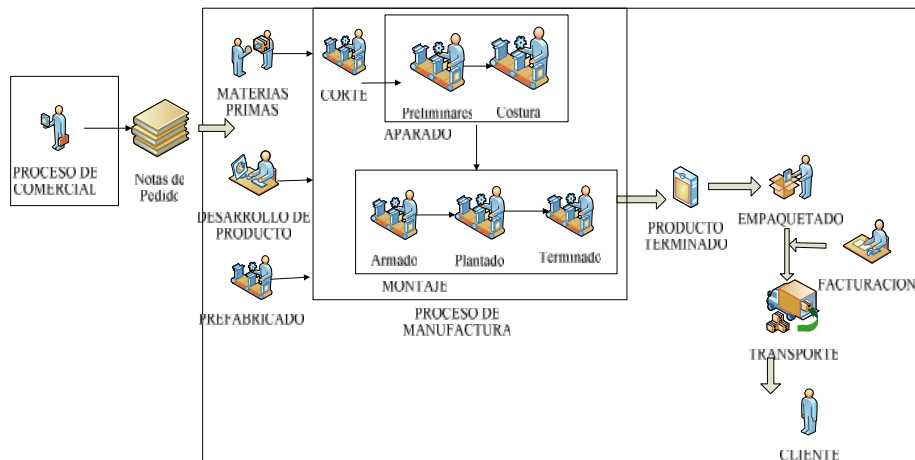 PROCESO DE
COMERCIAL
Notas de
Pedido
MATERIAS
PRIMAS
DESARROLLO DE
PRODUCTO
PREFABRICADO
CORTE
Preliminares
Costura
APARADO
Armado
Plantado
Terminado
MONTAJE
PROCESO DE
MANUFACTURA
PRODUCTO
TERMINADO
EMPAQUETADO
FACTURACION
TRANSPORTE
CLIENTE